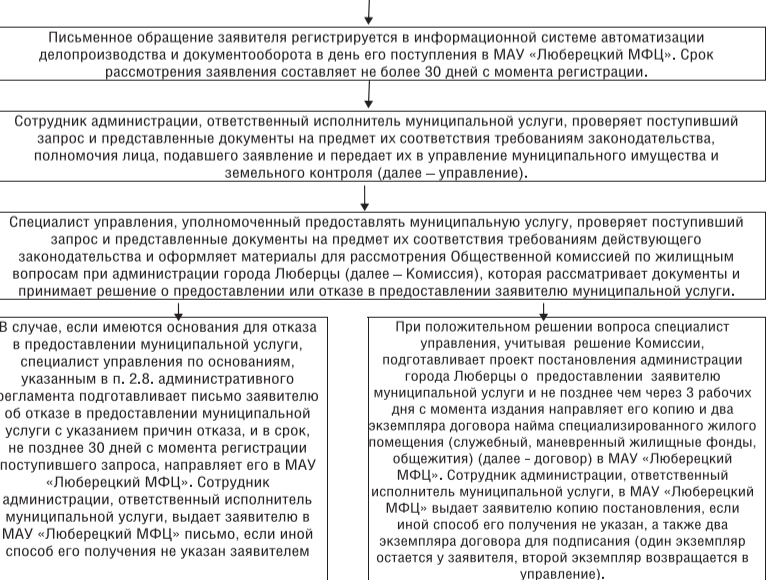 Письменное обращение заявителя регистрируется в информационной системе автоматизации
делопроизводства и документооборота в день его поступления в МАУ «Люберецкий МФЦ». Срок
рассмотрения заявления составляет не более 30 дней с момента регистрации.
Сотрудник администрации, ответственный исполнитель муниципальной услуги, проверяет поступивший
запрос и представленные документы на предмет их соответствия требованиям законодательства,
полномочия лица, подавшего заявление и передает их в управление муниципального имущества и
земельного контроля (далее – управление).
Специалист управления, уполномоченный предоставлять муниципальную услугу, проверяет поступивший
запрос и представленные документы на предмет их соответствия требованиям действующего
законодательства и оформляет материалы для рассмотрения Общественной комиссией по жилищным
вопросам при администрации города Люберцы (далее – Комиссия), которая рассматривает документы и
принимает решение о предоставлении или отказе в предоставлении заявителю муниципальной услуги.
В случае, если имеются основания для отказа
в предоставлении муниципальной услуги,
специалист управления по основаниям,
указанным в п. 2.8. административного
регламента подготавливает письмо заявителю
об отказе в предоставлении муниципальной
услуги с указанием причин отказа, и в срок,
не позднее 30 дней с момента регистрации
поступившего запроса, направляет его в МАУ
«Люберецкий МФЦ». Сотрудник
администрации, ответственный исполнитель
муниципальной услуги, выдает заявителю в
МАУ «Люберецкий МФЦ» письмо, если иной
способ его получения не указан заявителем
При положительном решении вопроса специалист
управления, учитывая решение Комиссии,
подготавливает проект постановления администрации
города Люберцы о предоставлении заявителю
муниципальной услуги и не позднее чем через 3 рабочих
дня с момента издания направляет его копию и два
экземпляра договора найма специализированного жилого
помещения (служебный, маневренный жилищные фонды,
общежития) (далее - договор) в МАУ «Люберецкий
МФЦ». Сотрудник администрации, ответственный
исполнитель муниципальной услуги, в МАУ «Люберецкий
МФЦ» выдает заявителю копию постановления, если
иной способ его получения не указан, а также два
экземпляра договора для подписания (один экземпляр
остается у заявителя, второй экземпляр возвращается в
управление).